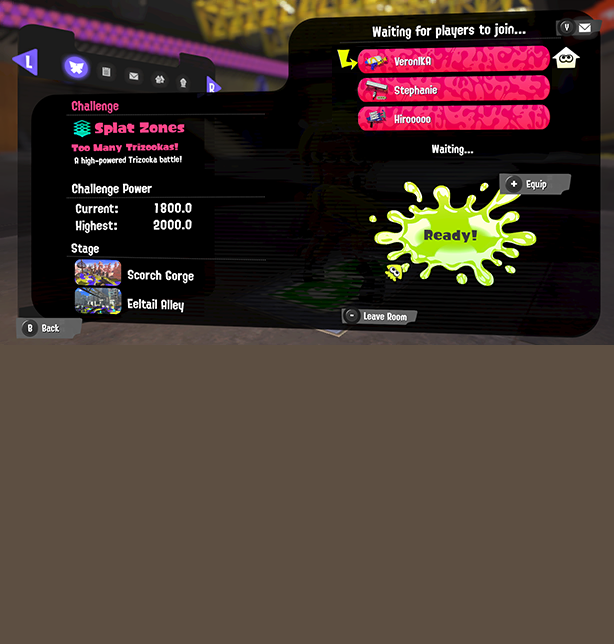 L
R
Challenge
Splat Zones
Too Many Trizookas!
A high-powered Trizooka battle!
Challenge Power
Current: 1800.0
Highest: 2000.0
Stage
Scorch Gorge
Eeltail Alley
B Back
Waiting for players to join...
Y
VeronIKA
Stephanie
Hirooooo
Waiting...
+ Equip
Ready!
- Leave Room